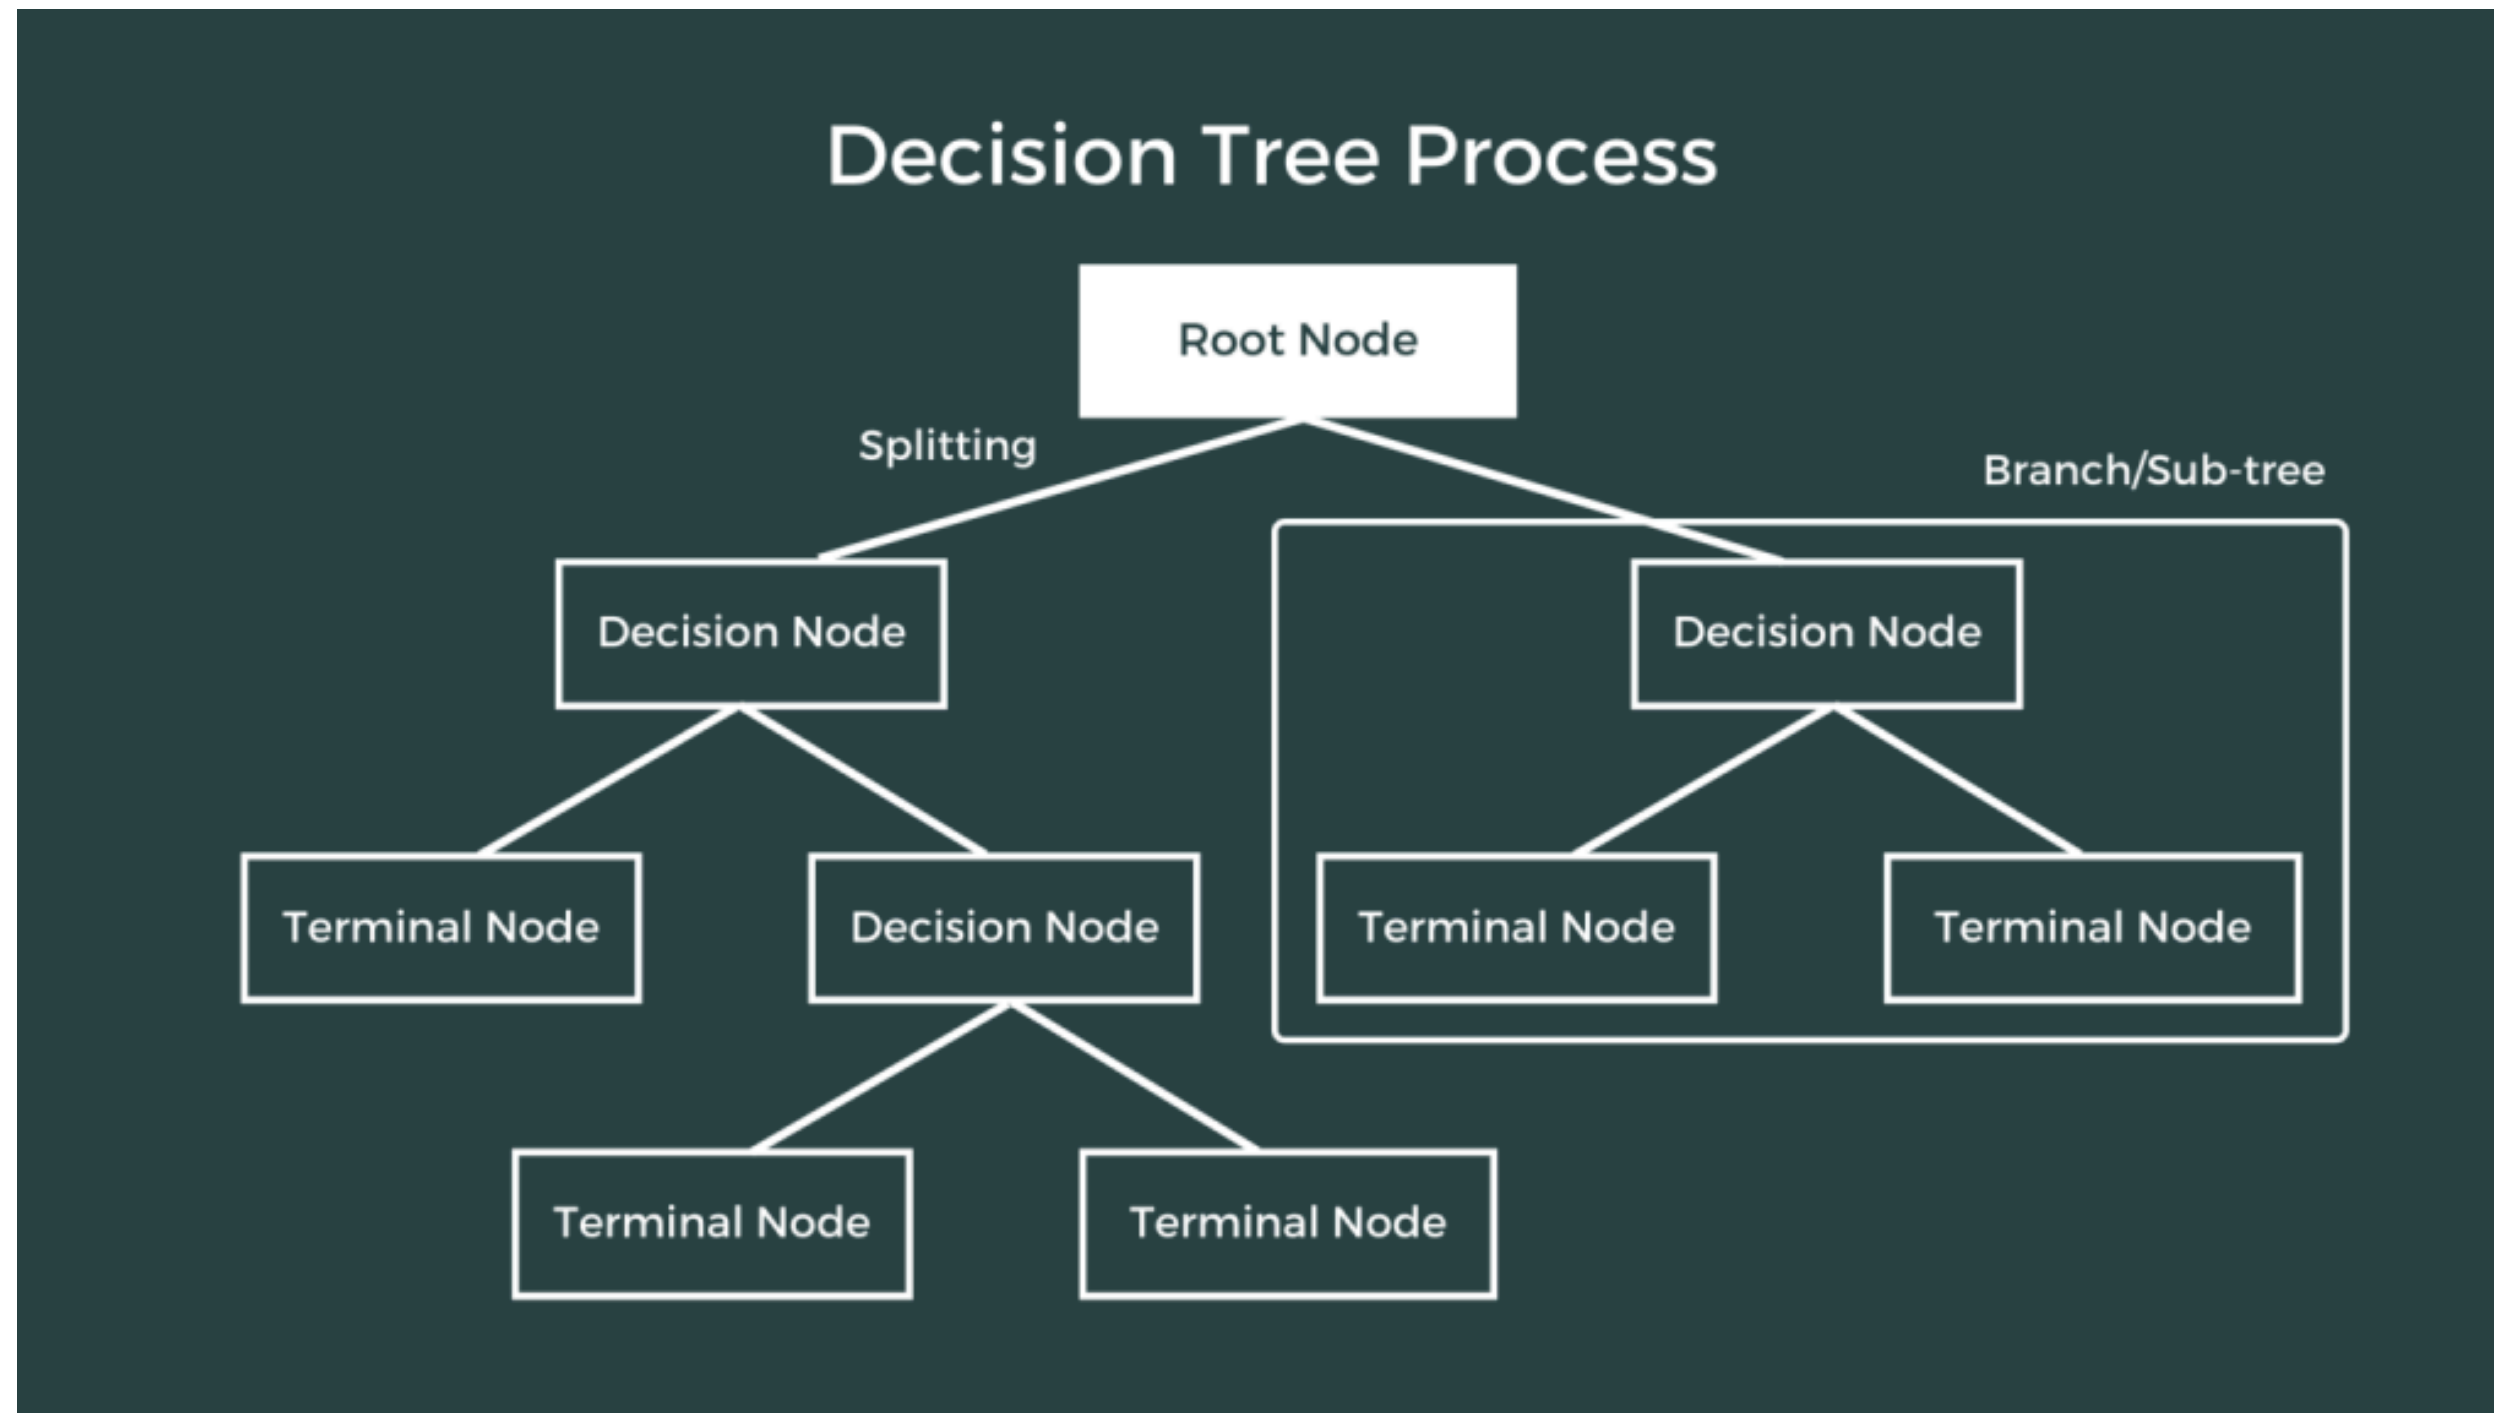 Decision Tree Process
Root Node
Splitting
Branch/Sub-tree
Decision Node
Decision Node
Terminal Node
Decision Node
Terminal Node
Terminal Node
Terminal Node
Terminal Node